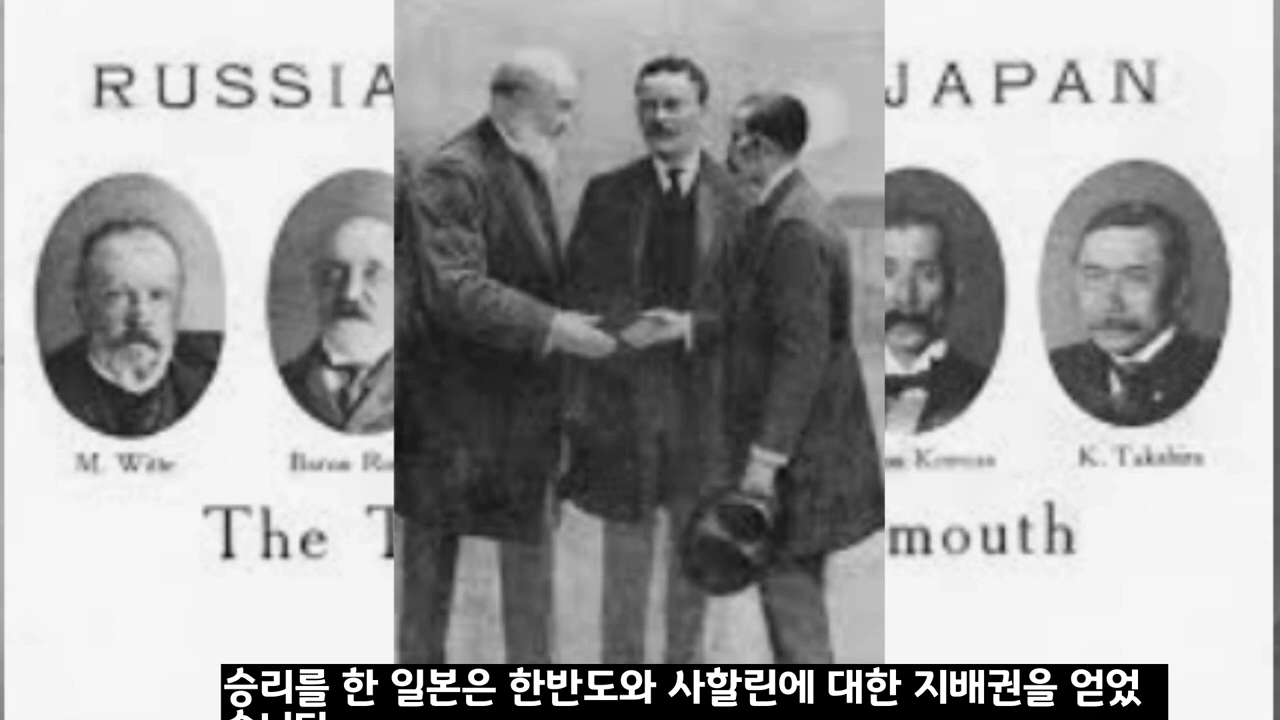 RUSSIA
JAPAN
M. Witte
Baron Ro
K. Takahira
The T
mouth
승리를 한 일본은 한반도와 사할린에 대한 지배권을 얻었